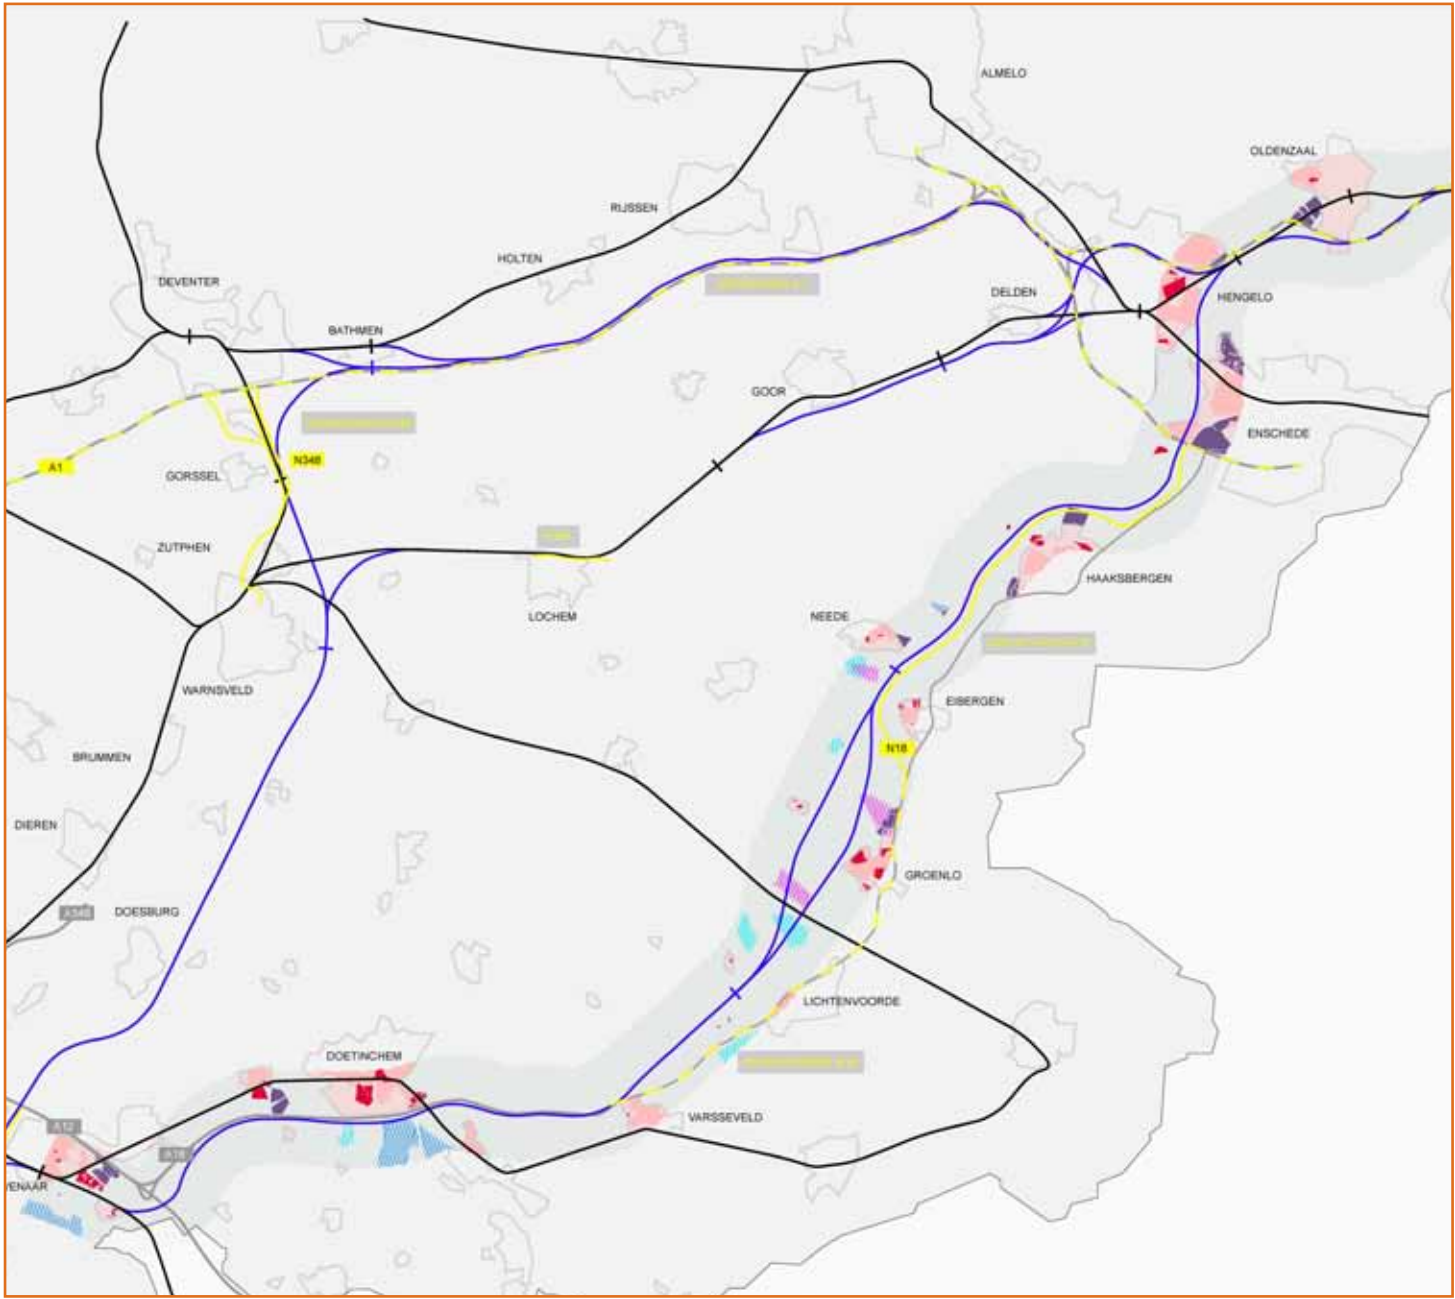 ALMELO
OLDENZAAL
RIJSSEN
HOLTEN
DEVENTER
DELDEN
HENGELO
BATHMEN
GOOR
ENSCHEDE
N348
A1
GORSSEL
ZUTPHEN
HAAKSBERGEN
LOCHEM
NEEDE
WARNSVELD
EIBERGEN
N18
BRUMMEN
DIEREN
GROENLO
A348
DOESBURG
LICHTENVOORDE
DOETINCHEM
VARSSEVELD
A12
A18
VENAAR